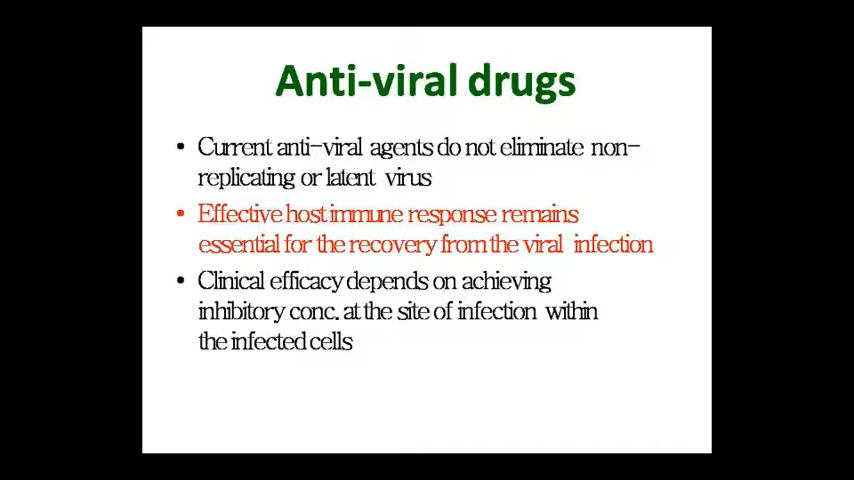 Anti-viral drugs
• Current anti-viral agents do not eliminate non-
replicating or latent virus
• Effective host immune response remains
essential for the recovery from the viral infection
• Clinical efficacy depends on achieving
inhibitory conc. at the site of infection within
the infected cells